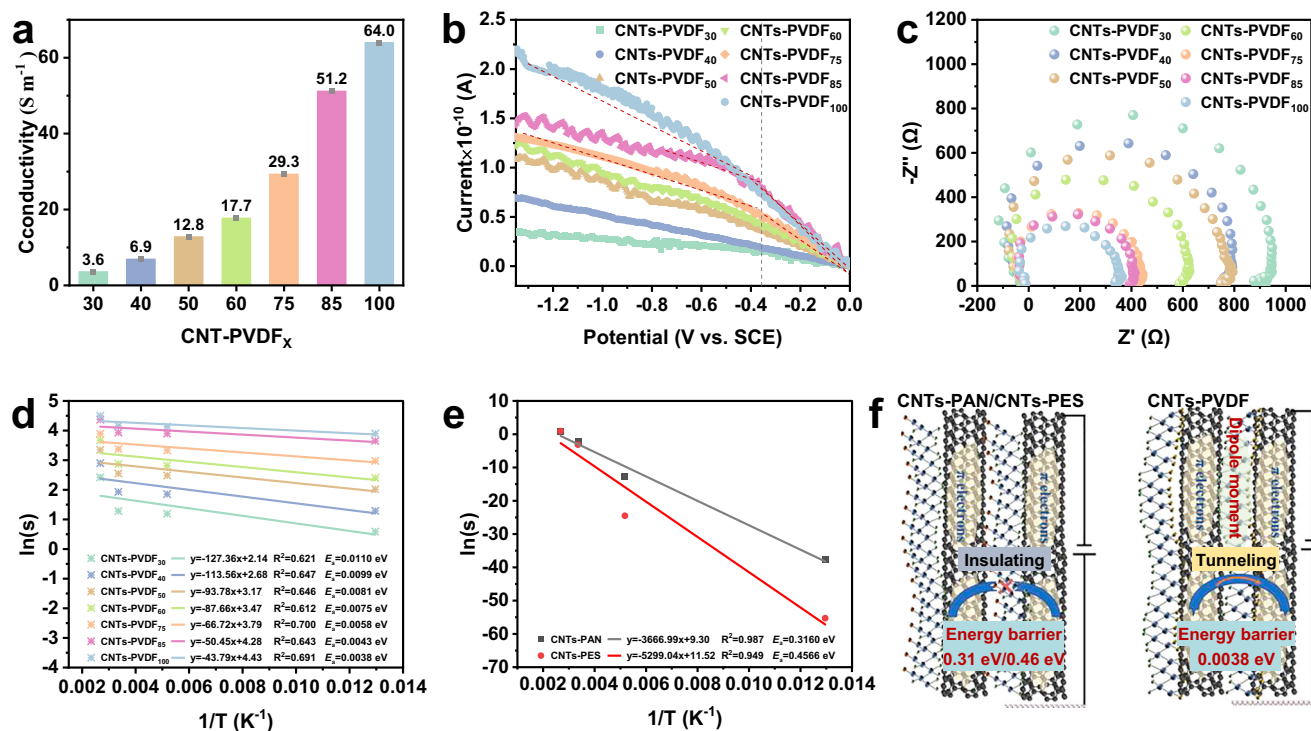 a
Cconductivity (S m⁻¹)
60
40
20
0
3.6
6.9
12.8
17.7
29.3
51.2
64.0
30 40 50 60 75 85 100
CNT-PVDF_X
b
CNTs-PVDF₃₀ CNTs-PVDF₆₀
CNTs-PVDF₄₀ CNTs-PVDF₇₅
CNTs-PVDF₅₀ CNTs-PVDF₈₅
CNTs-PVDF₁₀₀
Current×10⁻¹⁰ (A)
2.5
2.0
1.5
1.0
0.5
0.0
-1.2 -1.0 -0.8 -0.6 -0.4 -0.2 0.0
Potential (V vs. SCE)
c
CNTs-PVDF₃₀ CNTs-PVDF₆₀
CNTs-PVDF₄₀ CNTs-PVDF₇₅
CNTs-PVDF₅₀ CNTs-PVDF₈₅
CNTs-PVDF₁₀₀
-Z'' (Ω)
1200
1000
800
600
400
200
0
-200 0 200 400 600 800 1000
Z' (Ω)
d
ln(s)
5
4
3
2
1
0
-1
-2
-3
-4
CNTs-PVDF₃₀ y=-127.36x+2.14 R²=0.621 Eₐ=0.0110 eV
CNTs-PVDF₄₀ y=-113.56x+2.68 R²=0.647 Eₐ=0.0099 eV
CNTs-PVDF₅₀ y=-93.78x+3.17 R²=0.646 Eₐ=0.0081 eV
CNTs-PVDF₆₀ y=-87.66x+3.47 R²=0.612 Eₐ=0.0075 eV
CNTs-PVDF₇₅ y=-66.72x+3.79 R²=0.700 Eₐ=0.0058 eV
CNTs-PVDF₈₅ y=-50.45x+4.28 R²=0.643 Eₐ=0.0043 eV
CNTs-PVDF₁₀₀ y=-43.79x+4.43 R²=0.691 Eₐ=0.0038 eV
0.002 0.004 0.006 0.008 0.010 0.012 0.014
1/T (K⁻¹)
e
ln(s)
10
0
-10
-20
-30
-40
-50
-60
-70
CNTs-PAN y=-3666.99x+9.30 R²=0.987 Eₐ=0.3160 eV
CNTs-PES y=-5299.04x+11.52 R²=0.949 Eₐ=0.4566 eV
0.002 0.004 0.006 0.008 0.010 0.012 0.014
1/T (K⁻¹)
f
CNTs-PAN/CNTs-PES
π electrons
π electrons
Insulating
Energy barrier
0.31 eV/0.46 eV
CNTs-PVDF
π electrons
Dipole moment
π electrons
Tunneling
Energy barrier
0.0038 eV